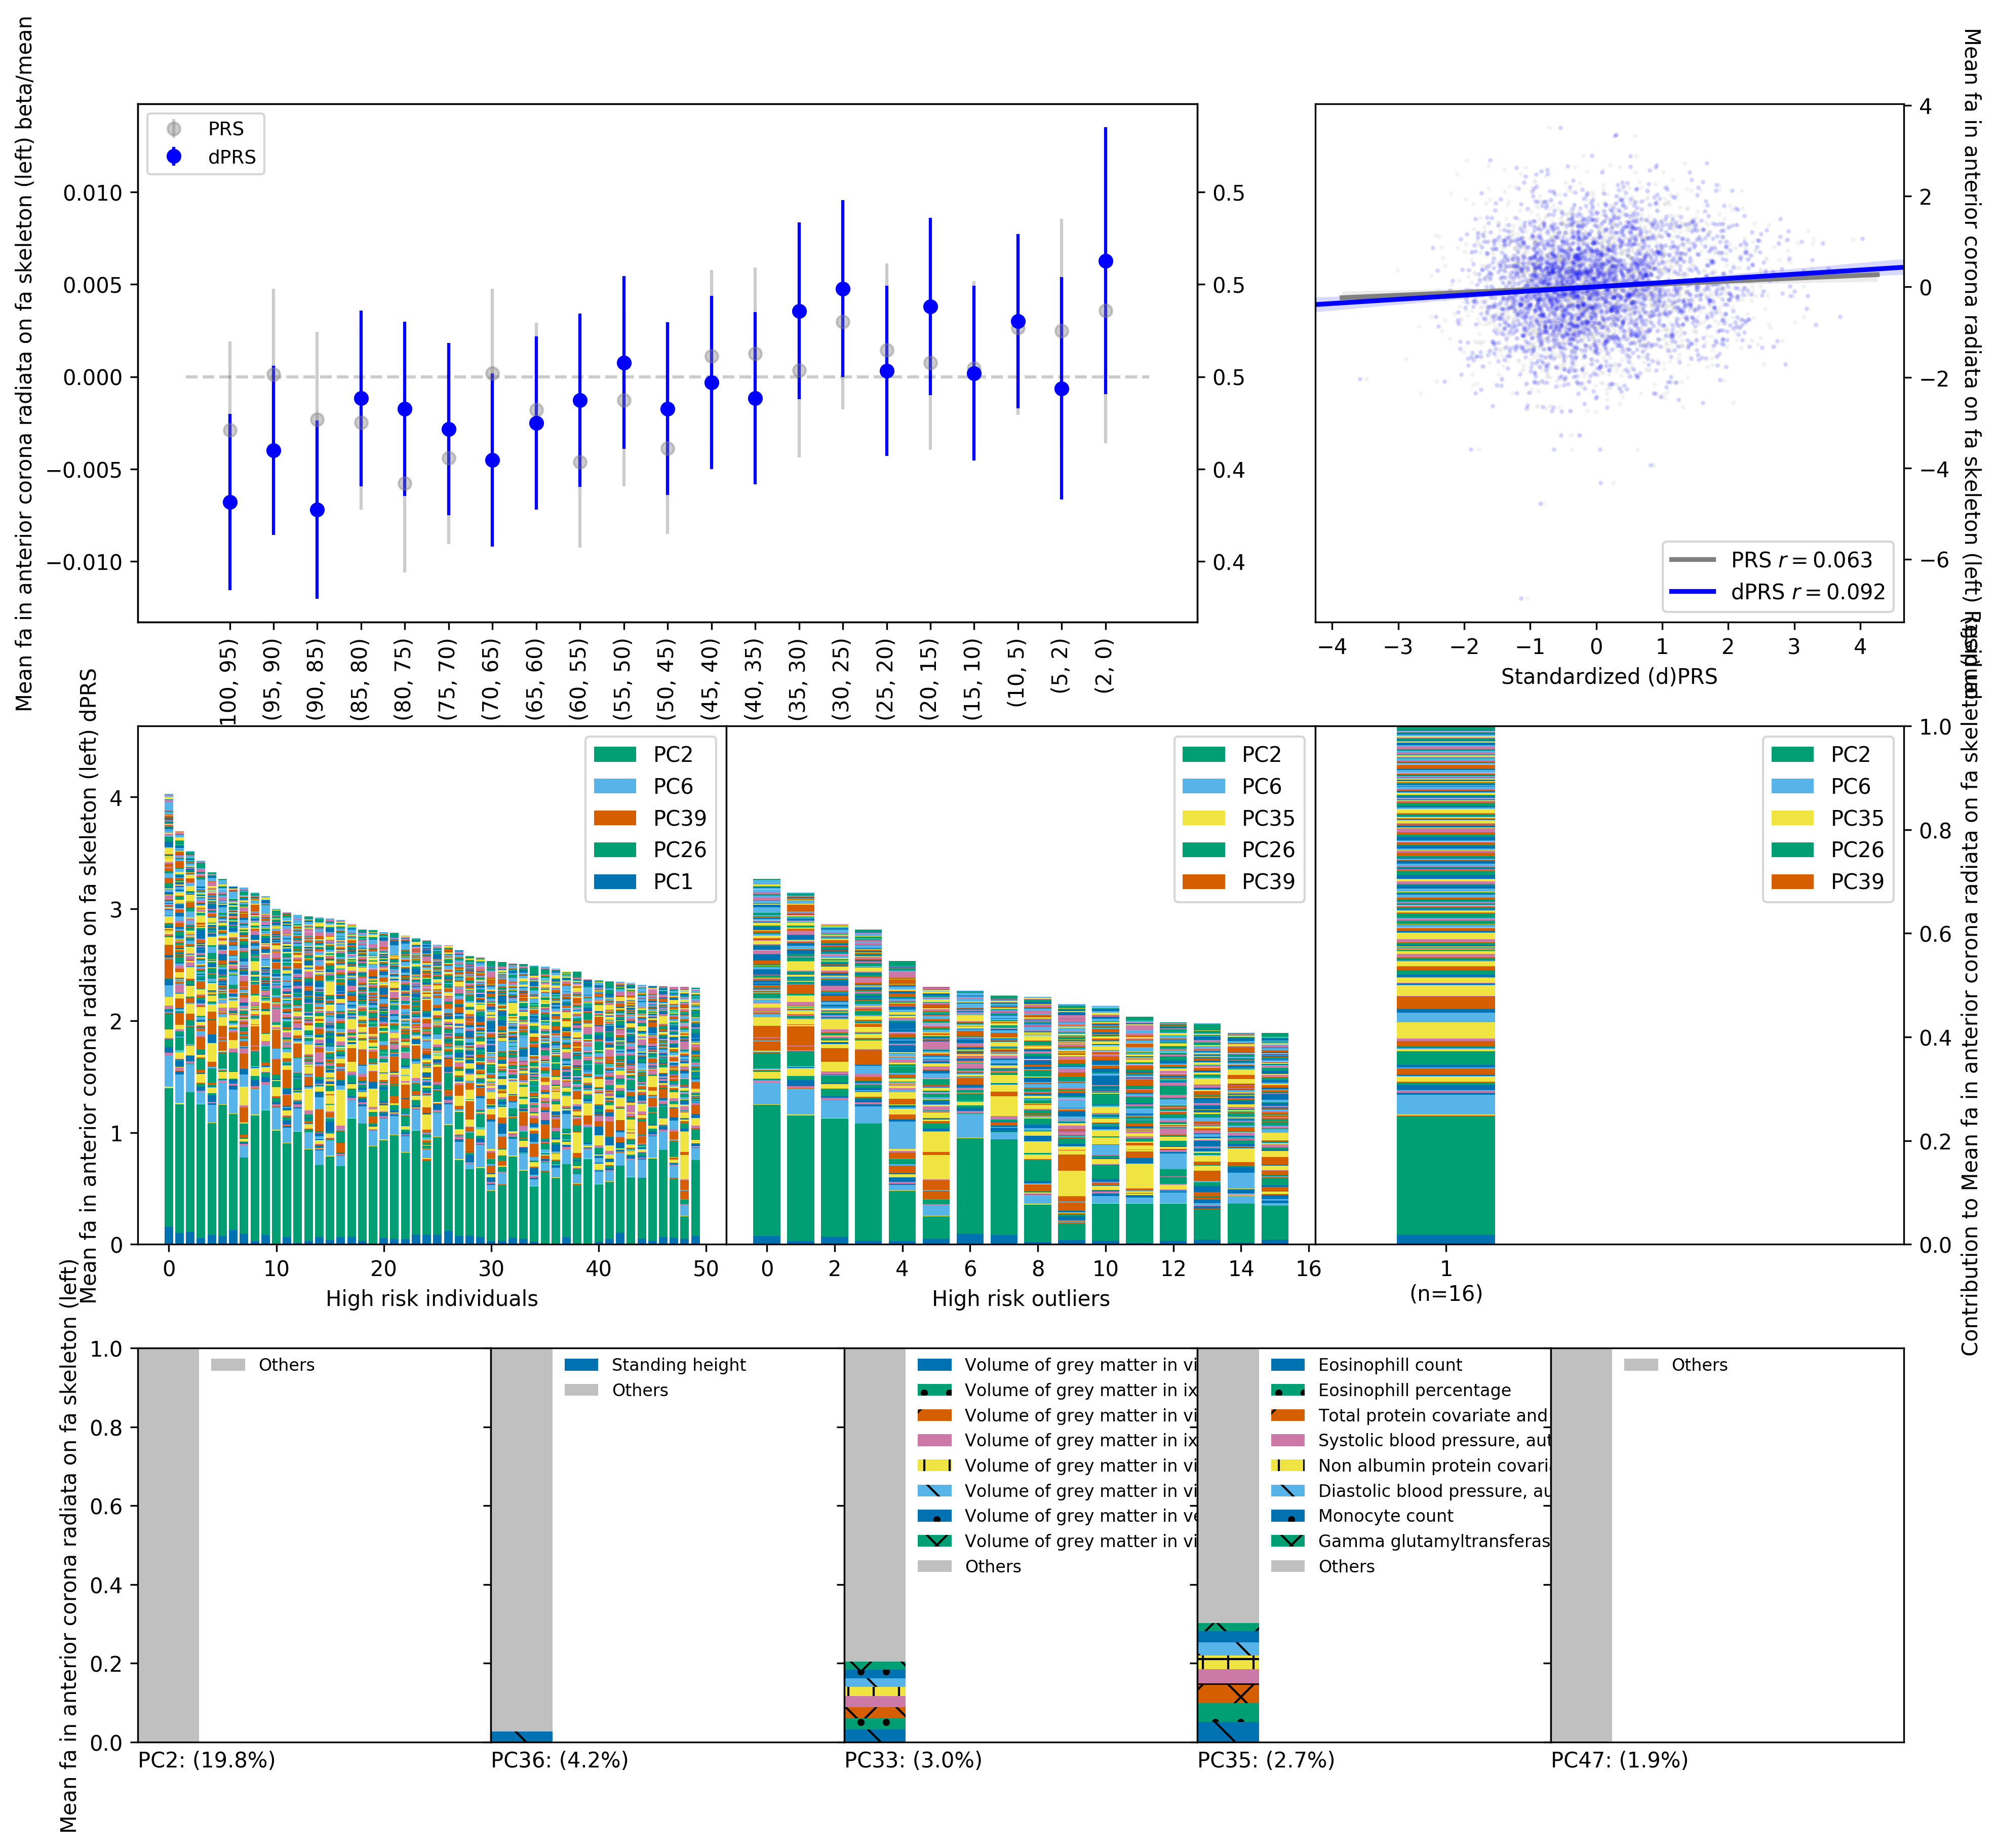 Mean fa in anterior corona radiata on fa skeleton (left) beta/mean
PRS
dPRS
0.010
0.005
0.000
−0.005
−0.010
0.5
0.5
0.5
0.4
0.4
100, 95)
(95, 90)
(90, 85)
(85, 80)
(80, 75)
(75, 70)
(70, 65)
(65, 60)
(60, 55)
(55, 50)
(50, 45)
(45, 40)
(40, 35)
(35, 30)
(30, 25)
(25, 20)
(20, 15)
(15, 10)
(10, 5)
(5, 2)
(2, 0)
Mean fa in anterior corona radiata on fa skeleton (left)
4
2
0
−2
−4
−6
PRS r = 0.063
dPRS r = 0.092
−4
−3
−2
−1
0
1
2
3
4
Standardized (d)PRS
Mean fa in anterior corona radiata on fa skeleton (left) dPRS
4
3
2
1
0
PC2
PC6
PC39
PC26
PC1
0
10
20
30
40
50
High risk individuals
PC2
PC6
PC35
PC26
PC39
0
2
4
6
8
10
12
14
16
High risk outliers
PC2
PC6
PC35
PC26
PC39
1
(n=16)
1.0
0.8
0.6
0.4
0.2
0.0
Contribution to Mean fa in anterior corona radiata on fa skeleton
Mean fa in anterior corona radiata on fa skeleton (left)
1.0
0.8
0.6
0.4
0.2
0.0
Others
PC2: (19.8%)
Standing height
Others
PC36: (4.2%)
Volume of grey matter in vi
Volume of grey matter in ix
Volume of grey matter in vi
Volume of grey matter in ix
Volume of grey matter in vi
Volume of grey matter in vi
Volume of grey matter in ve
Volume of grey matter in vi
Others
PC33: (3.0%)
Eosinophill count
Eosinophill percentage
Total protein covariate and
Systolic blood pressure, aut
Non albumin protein covaria
Diastolic blood pressure, au
Monocyte count
Gamma glutamyltransferas
Others
PC35: (2.7%)
Others
PC47: (1.9%)